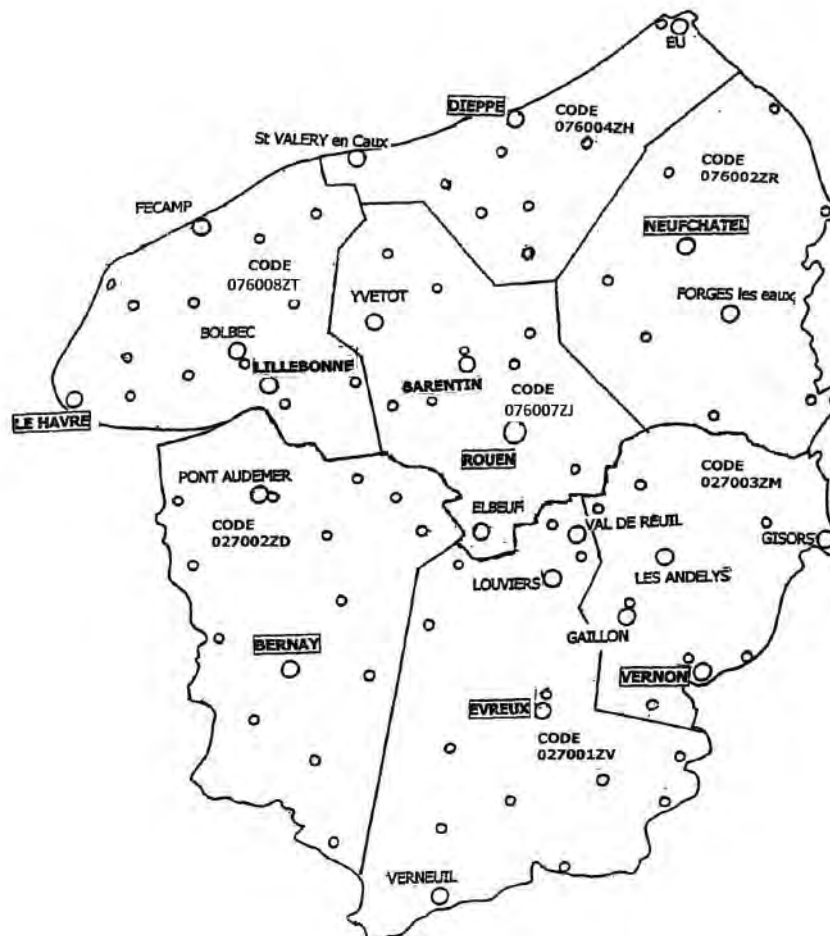 EU
DIEPPE
CODE
076004ZH
St VALERY en Caux
CODE
076002ZR
FECAMP
NEUFCHATEL
CODE
076008ZT
YVETOT
FORGES les eaux
BOLBEC
LILLEBONNE
BARENTIN
CODE
076007ZJ
LE HAVRE
ROUEN
CODE
027003ZM
PONT AUDEMER
ELBEUF
CODE
027002ZD
VAL DE REUIL
GISORS
LOUVIERS
LES ANDELYS
GAILLON
BERNAY
VERNON
EVREUX
CODE
027001ZV
VERNEUIL